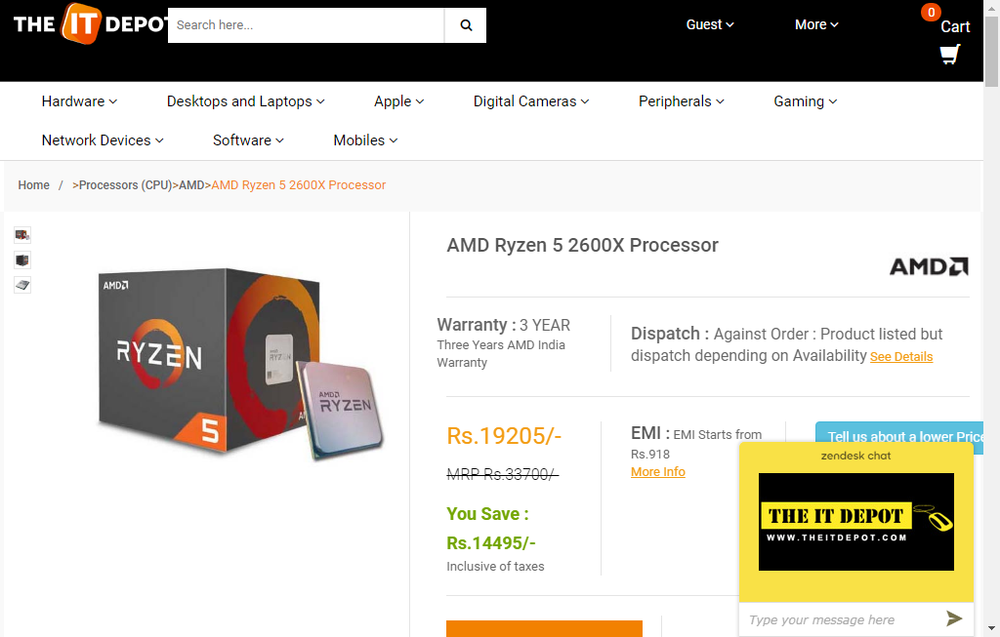 THE IT DEPOT
Search here...
Guest
More
0
Cart
Hardware
Desktops and Laptops
Apple
Digital Cameras
Peripherals
Gaming
Network Devices
Software
Mobiles
Home / >Processors (CPU)>AMD>AMD Ryzen 5 2600X Processor
AMD
RYZEN
5
AMD
RYZEN
AMD
RYZEN
AMD Ryzen 5 2600X Processor
AMD
Warranty : 3 YEAR
Three Years AMD India
Warranty
Dispatch : Against Order : Product listed but
dispatch depending on Availability See Details
Rs.19205/-
MRP Rs.33700/-
You Save :
Rs.14495/-
Inclusive of taxes
EMI : EMI Starts from
Rs.918
More Info
Tell us about a lower Price
zendesk chat
THE IT DEPOT
WWW.THEITDEPOT.COM
Type your message here